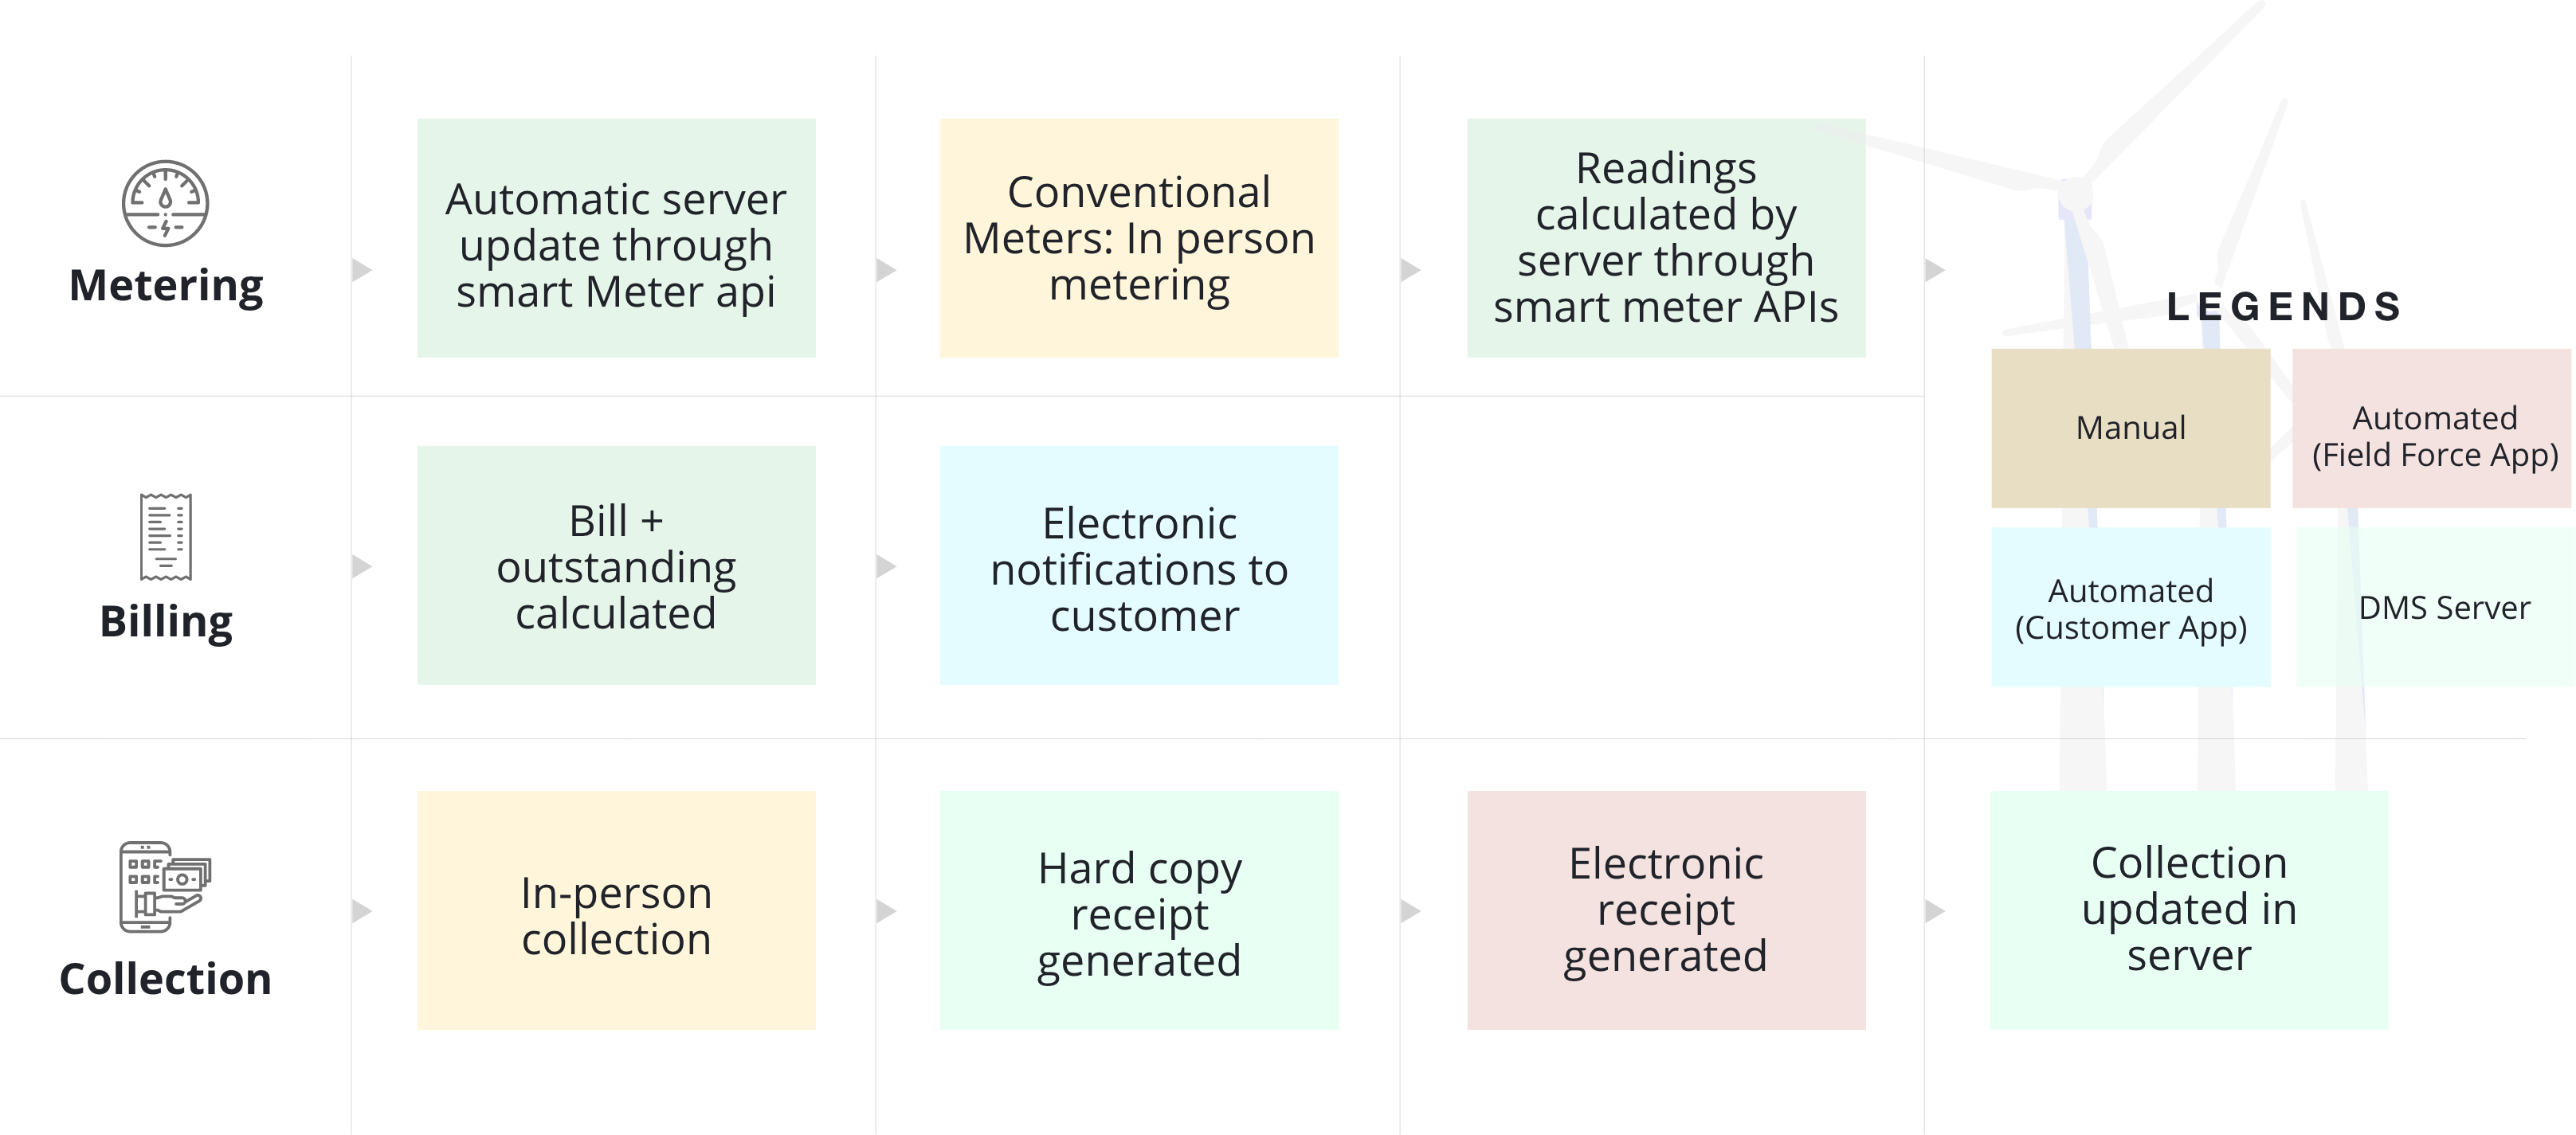 Metering
Automatic server
update through
smart Meter api
Conventional
Meters: In person
metering
Readings
calculated by
server through
smart meter APIs
LEGENDS
Manual
Automated
(Field Force App)
Automated
(Customer App)
DMS Server
Billing
Bill +
outstanding
calculated
Electronic
notifications to
customer
Collection
In-person
collection
Hard copy
receipt
generated
Electronic
receipt
generated
Collection
updated in
server